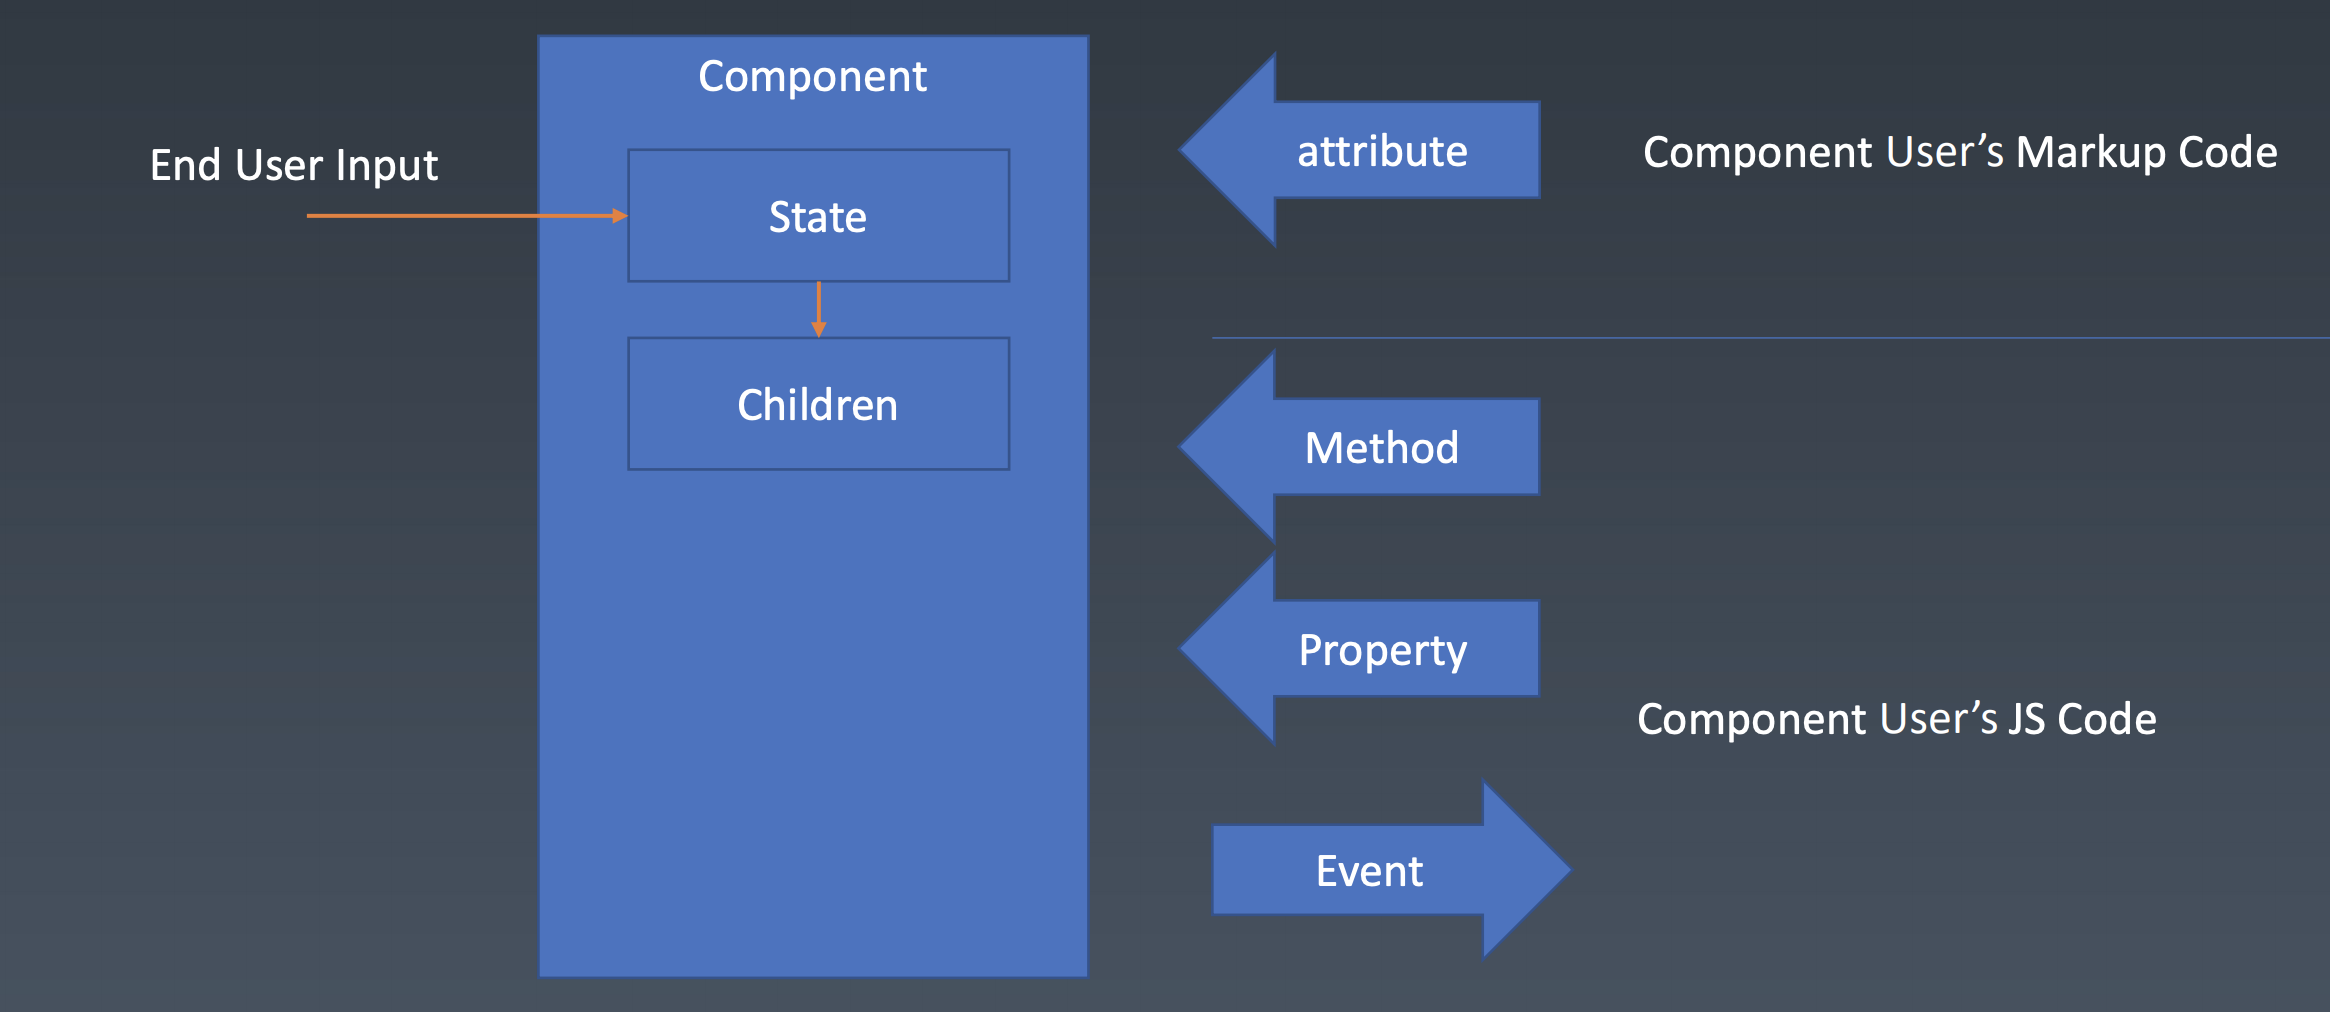 Component
End User Input
State
Children
attribute
Component User’s Markup Code
Method
Property
Component User’s JS Code
Event